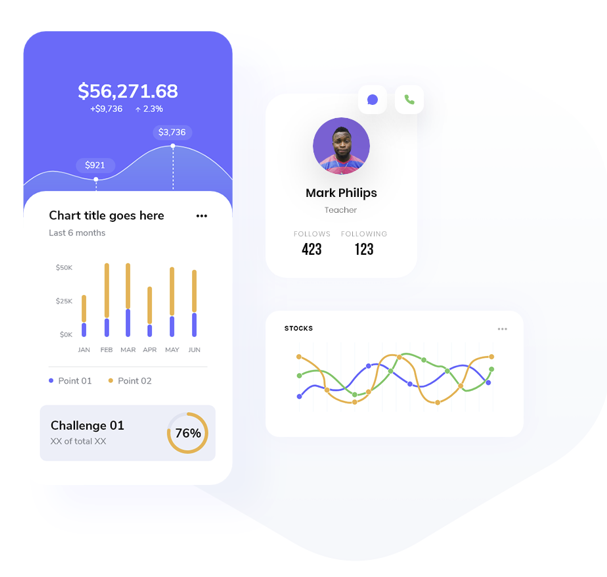 $56,271.68
+$9,736 ↑ 2.3%
$3,736
$921
Chart title goes here
Last 6 months
$50K
$25K
$0K
JAN FEB MAR APR MAY JUN
Point 01 Point 02
Challenge 01
XX of total XX
76%
Mark Philips
Teacher
FOLLOWS FOLLOWING
423 123
STOCKS